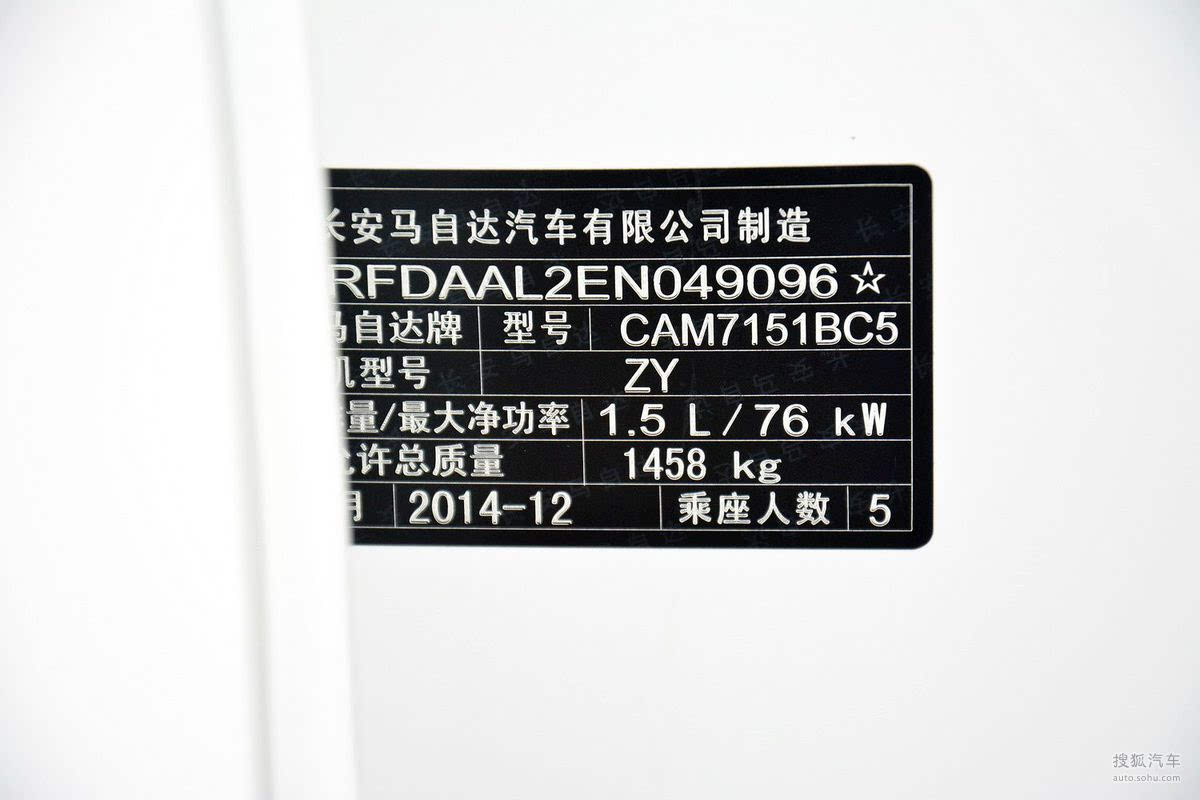 长安马自达汽车有限公司制造
RFDAAL2EN049096☆
马自达牌 型号 CAM7151BC5
机型号 ZY
量/最大净功率 1.5 L/76 kW
允许总质量 1458 kg
月 2014-12 乘座人数 5
搜狐汽车
auto.sohu.com